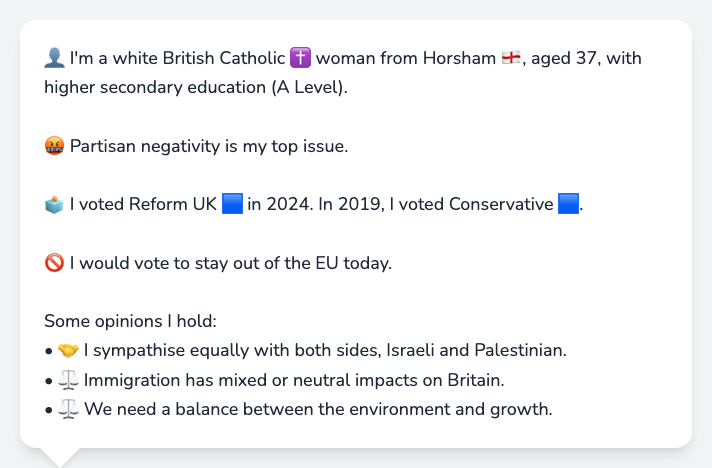 👤 I'm a white British Catholic ✝️ woman from Horsham 🏴󠁧󠁢󠁥󠁮󠁧󠁿, aged 37, with
higher secondary education (A Level).
🤬 Partisan negativity is my top issue.
🗳️ I voted Reform UK 🟦 in 2024. In 2019, I voted Conservative 🟦.
🚫 I would vote to stay out of the EU today.
Some opinions I hold:
• 🤝 I sympathise equally with both sides, Israeli and Palestinian.
• ⚖️ Immigration has mixed or neutral impacts on Britain.
• ⚖️ We need a balance between the environment and growth.